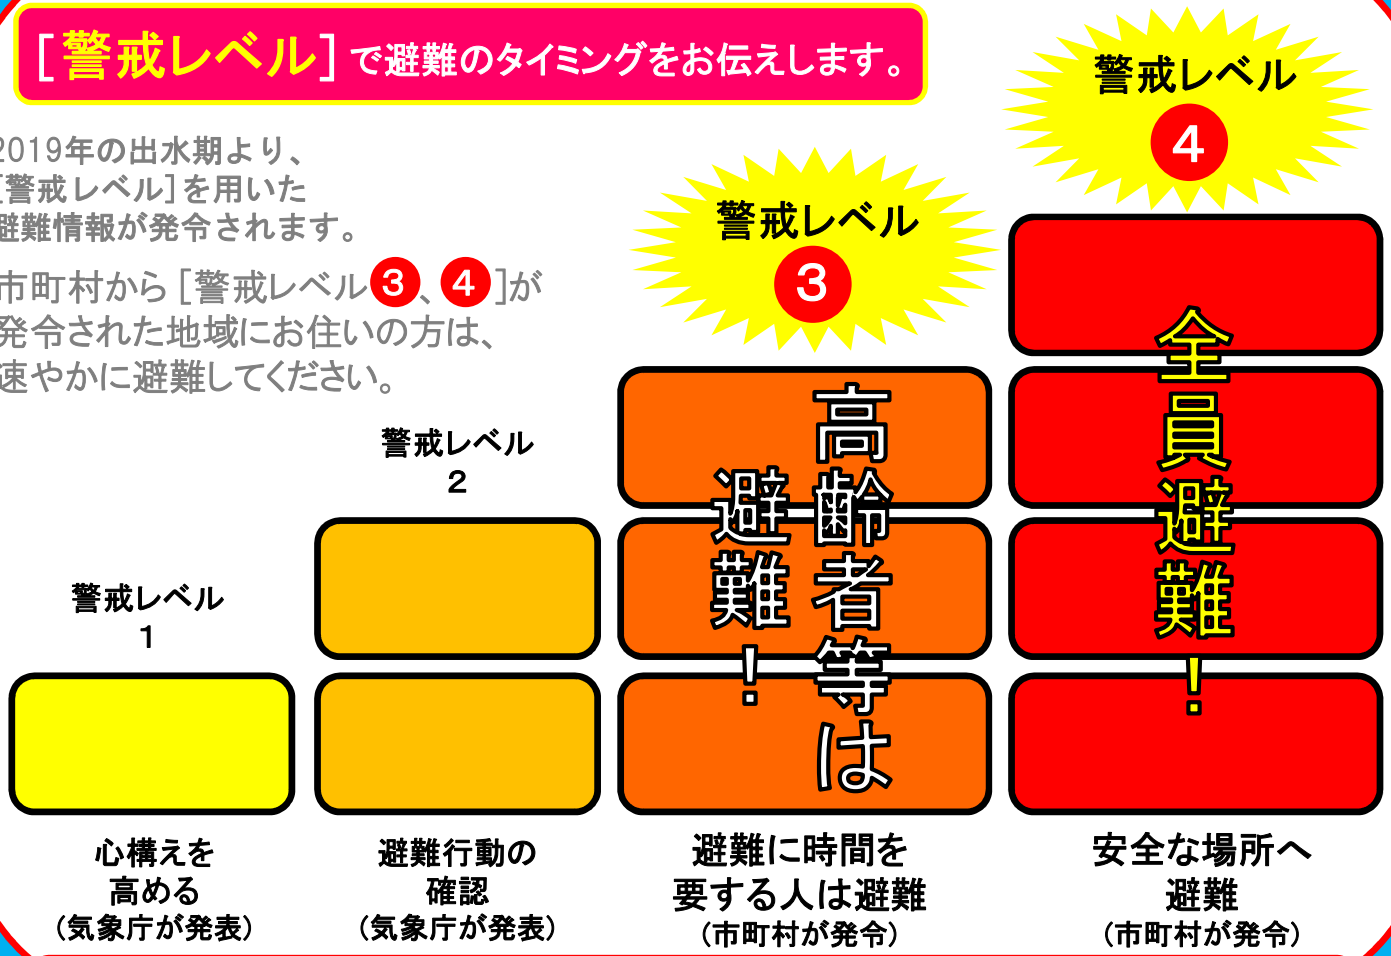 [警戒レベル]で避難のタイミングをお伝えします。
2019年の出水期より、
[警戒レベル]を用いた
避難情報が発令されます。
市町村から[警戒レベル3、4]が
発令された地域にお住いの方は、
速やかに避難してください。
警戒レベル
1
心構えを
高める
(気象庁が発表)
警戒レベル
2
避難行動の
確認
(気象庁が発表)
警戒レベル
3
高齢者等は
避難!
避難に時間を
要する人は避難
(市町村が発令)
警戒レベル
4
全員避難!
安全な場所へ
避難
(市町村が発令)